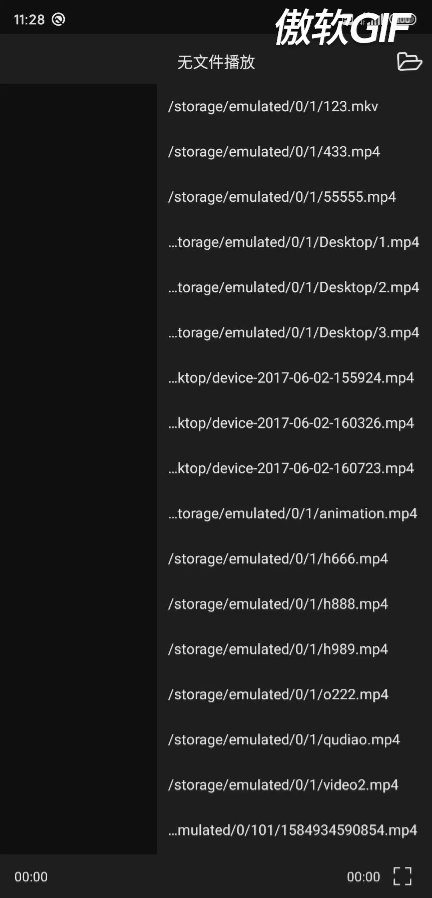 11:28
傲软GIF
无文件播放
/storage/emulated/0/1/123.mkv
/storage/emulated/0/1/433.mp4
/storage/emulated/0/1/55555.mp4
…torage/emulated/0/1/Desktop/1.mp4
…torage/emulated/0/1/Desktop/2.mp4
…torage/emulated/0/1/Desktop/3.mp4
…ktop/device-2017-06-02-155924.mp4
…ktop/device-2017-06-02-160326.mp4
…ktop/device-2017-06-02-160723.mp4
…torage/emulated/0/1/animation.mp4
/storage/emulated/0/1/h666.mp4
/storage/emulated/0/1/h888.mp4
/storage/emulated/0/1/h989.mp4
/storage/emulated/0/1/o222.mp4
/storage/emulated/0/1/qudiao.mp4
/storage/emulated/0/1/video2.mp4
…mulated/0/101/1584934590854.mp4
00:00 00:00